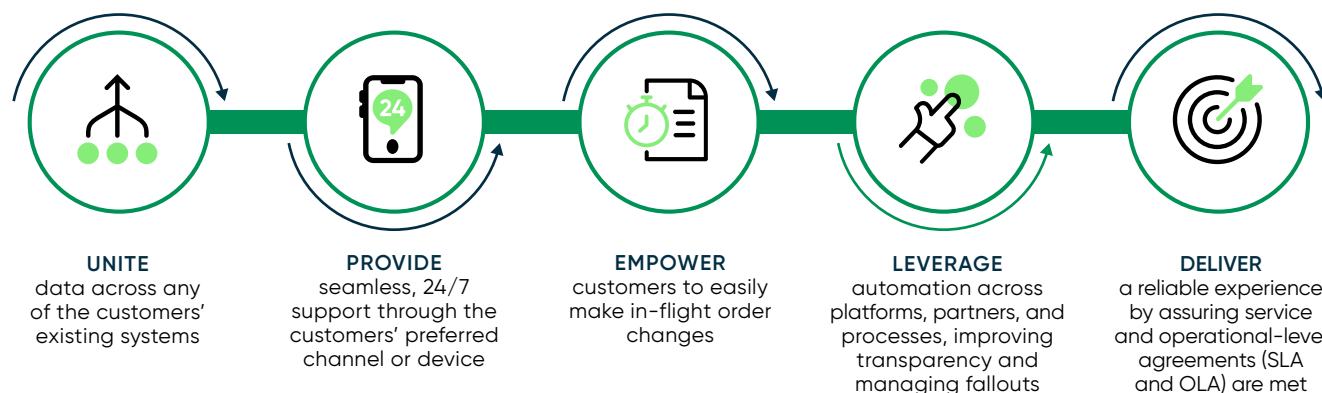 24
UNITE
data across any
of the customers’
existing systems
PROVIDE
seamless, 24/7
support through the
customers’ preferred
channel or device
EMPOWER
customers to easily
make in-flight order
changes
LEVERAGE
automation across
platforms, partners, and
processes, improving
transparency and
managing fallouts
DELIVER
a reliable experience
by assuring service
and operational-leve
agreements (SLA
and OLA) are met